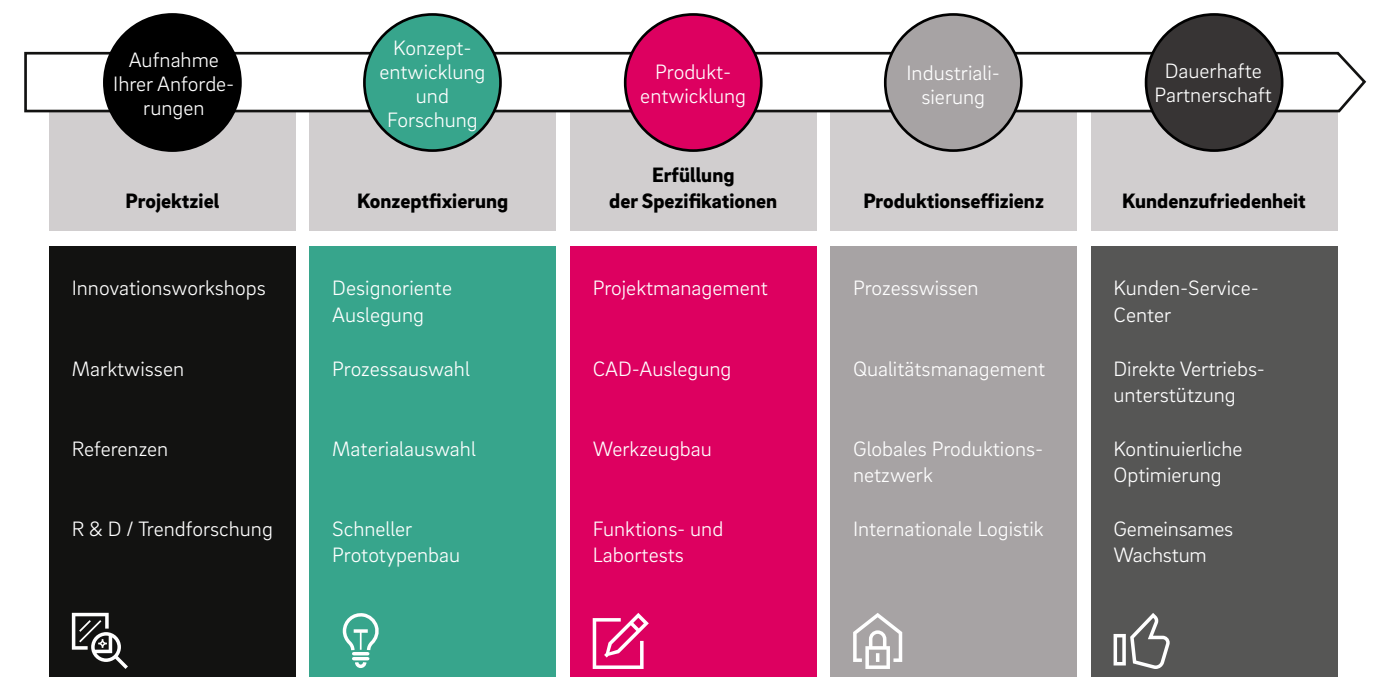 Aufnahme
Ihrer Anforde-
rungen
Konzept-
entwicklung
und
Forschung
Produkt-
entwicklung
Industriali-
sierung
Dauerhafte
Partnerschaft
Projektziel
Konzeptfixierung
Erfüllung
der Spezifikationen
Produktionseffizienz
Kundenzufriedenheit
Innovationsworkshops
Marktwissen
Referenzen
R & D / Trendforschung
Designoriente
Auslegung
Prozessauswahl
Materialauswahl
Schneller
Prototypenbau
Projektmanagement
CAD-Auslegung
Werkzeugbau
Funktions- und
Labortests
Prozesswissen
Qualitätsmanagement
Globales Produktions-
netzwerk
Internationale Logistik
Kunden-Service-
Center
Direkte Vertriebs-
unterstützung
Kontinuierliche
Optimierung
Gemeinsames
Wachstum